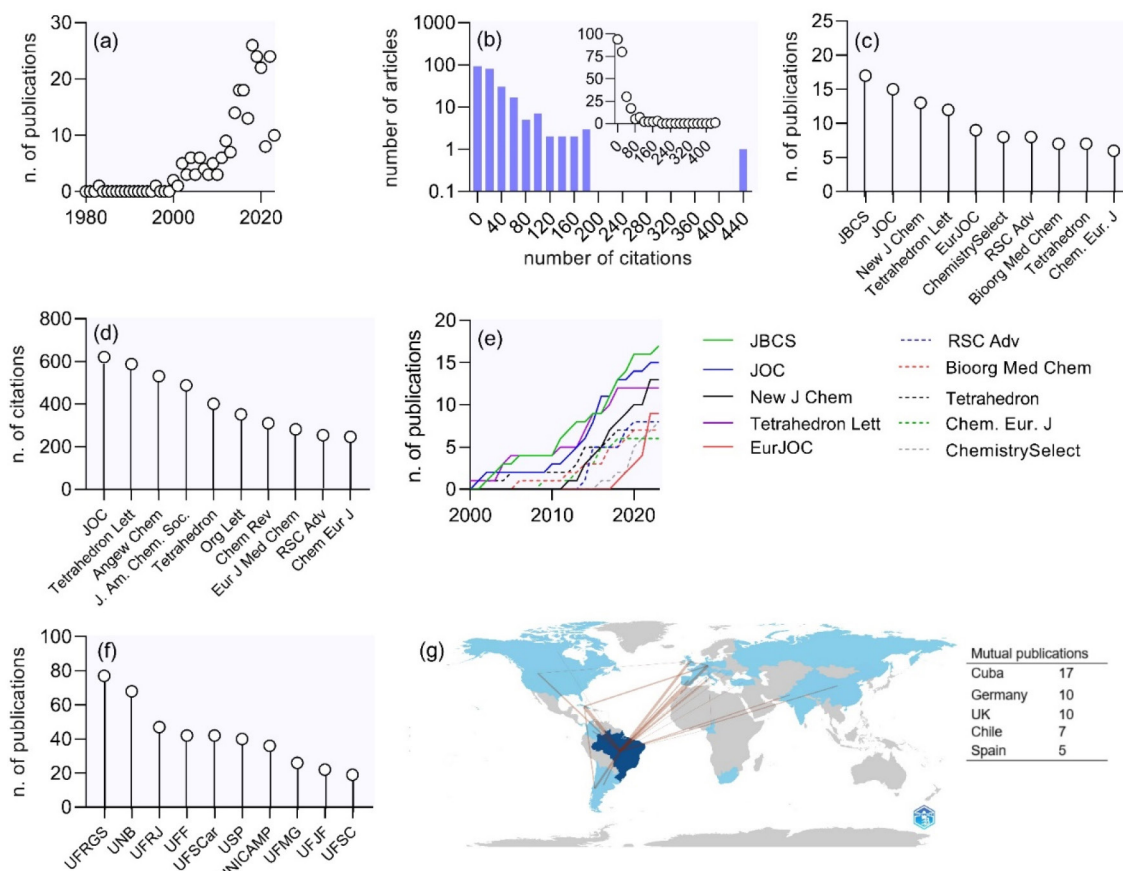 (a)
n. of publications
30
20
10
0
1980
2000
2020
(b)
number of articles
1000
100
10
1
0.1
0
40
80
120
160
200
240
280
320
360
400
440
number of citations
100
75
50
25
0
0
80
160
240
320
400
(c)
n. of publications
25
20
15
10
5
0
JBCS
JOC
New J Chem
Tetrahedron Lett
EurJOC
ChemistrySelect
RSC Adv
Bioorg Med Chem
Tetrahedron
Chem. Eur. J
(d)
n. of citations
800
600
400
200
0
JOC
Tetrahedron Lett
Angew Chem
J. Am. Chem. Soc.
Tetrahedron
Org Lett
Chem Rev
Eur J Med Chem
RSC Adv
Chem Eur J
(e)
n. of publications
20
15
10
5
0
2000
2010
2020
JBCS
JOC
New J Chem
Tetrahedron Lett
EurJOC
RSC Adv
Bioorg Med Chem
Tetrahedron
Chem. Eur. J
ChemistrySelect
(f)
n. of publications
100
80
60
40
20
0
UFRGS
UNB
UFRJ
UFF
UFSCar
USP
UNICAMP
UFMG
UFJF
UFSC
(g)
Mutual publications
Cuba 17
Germany 10
UK 10
Chile 7
Spain 5